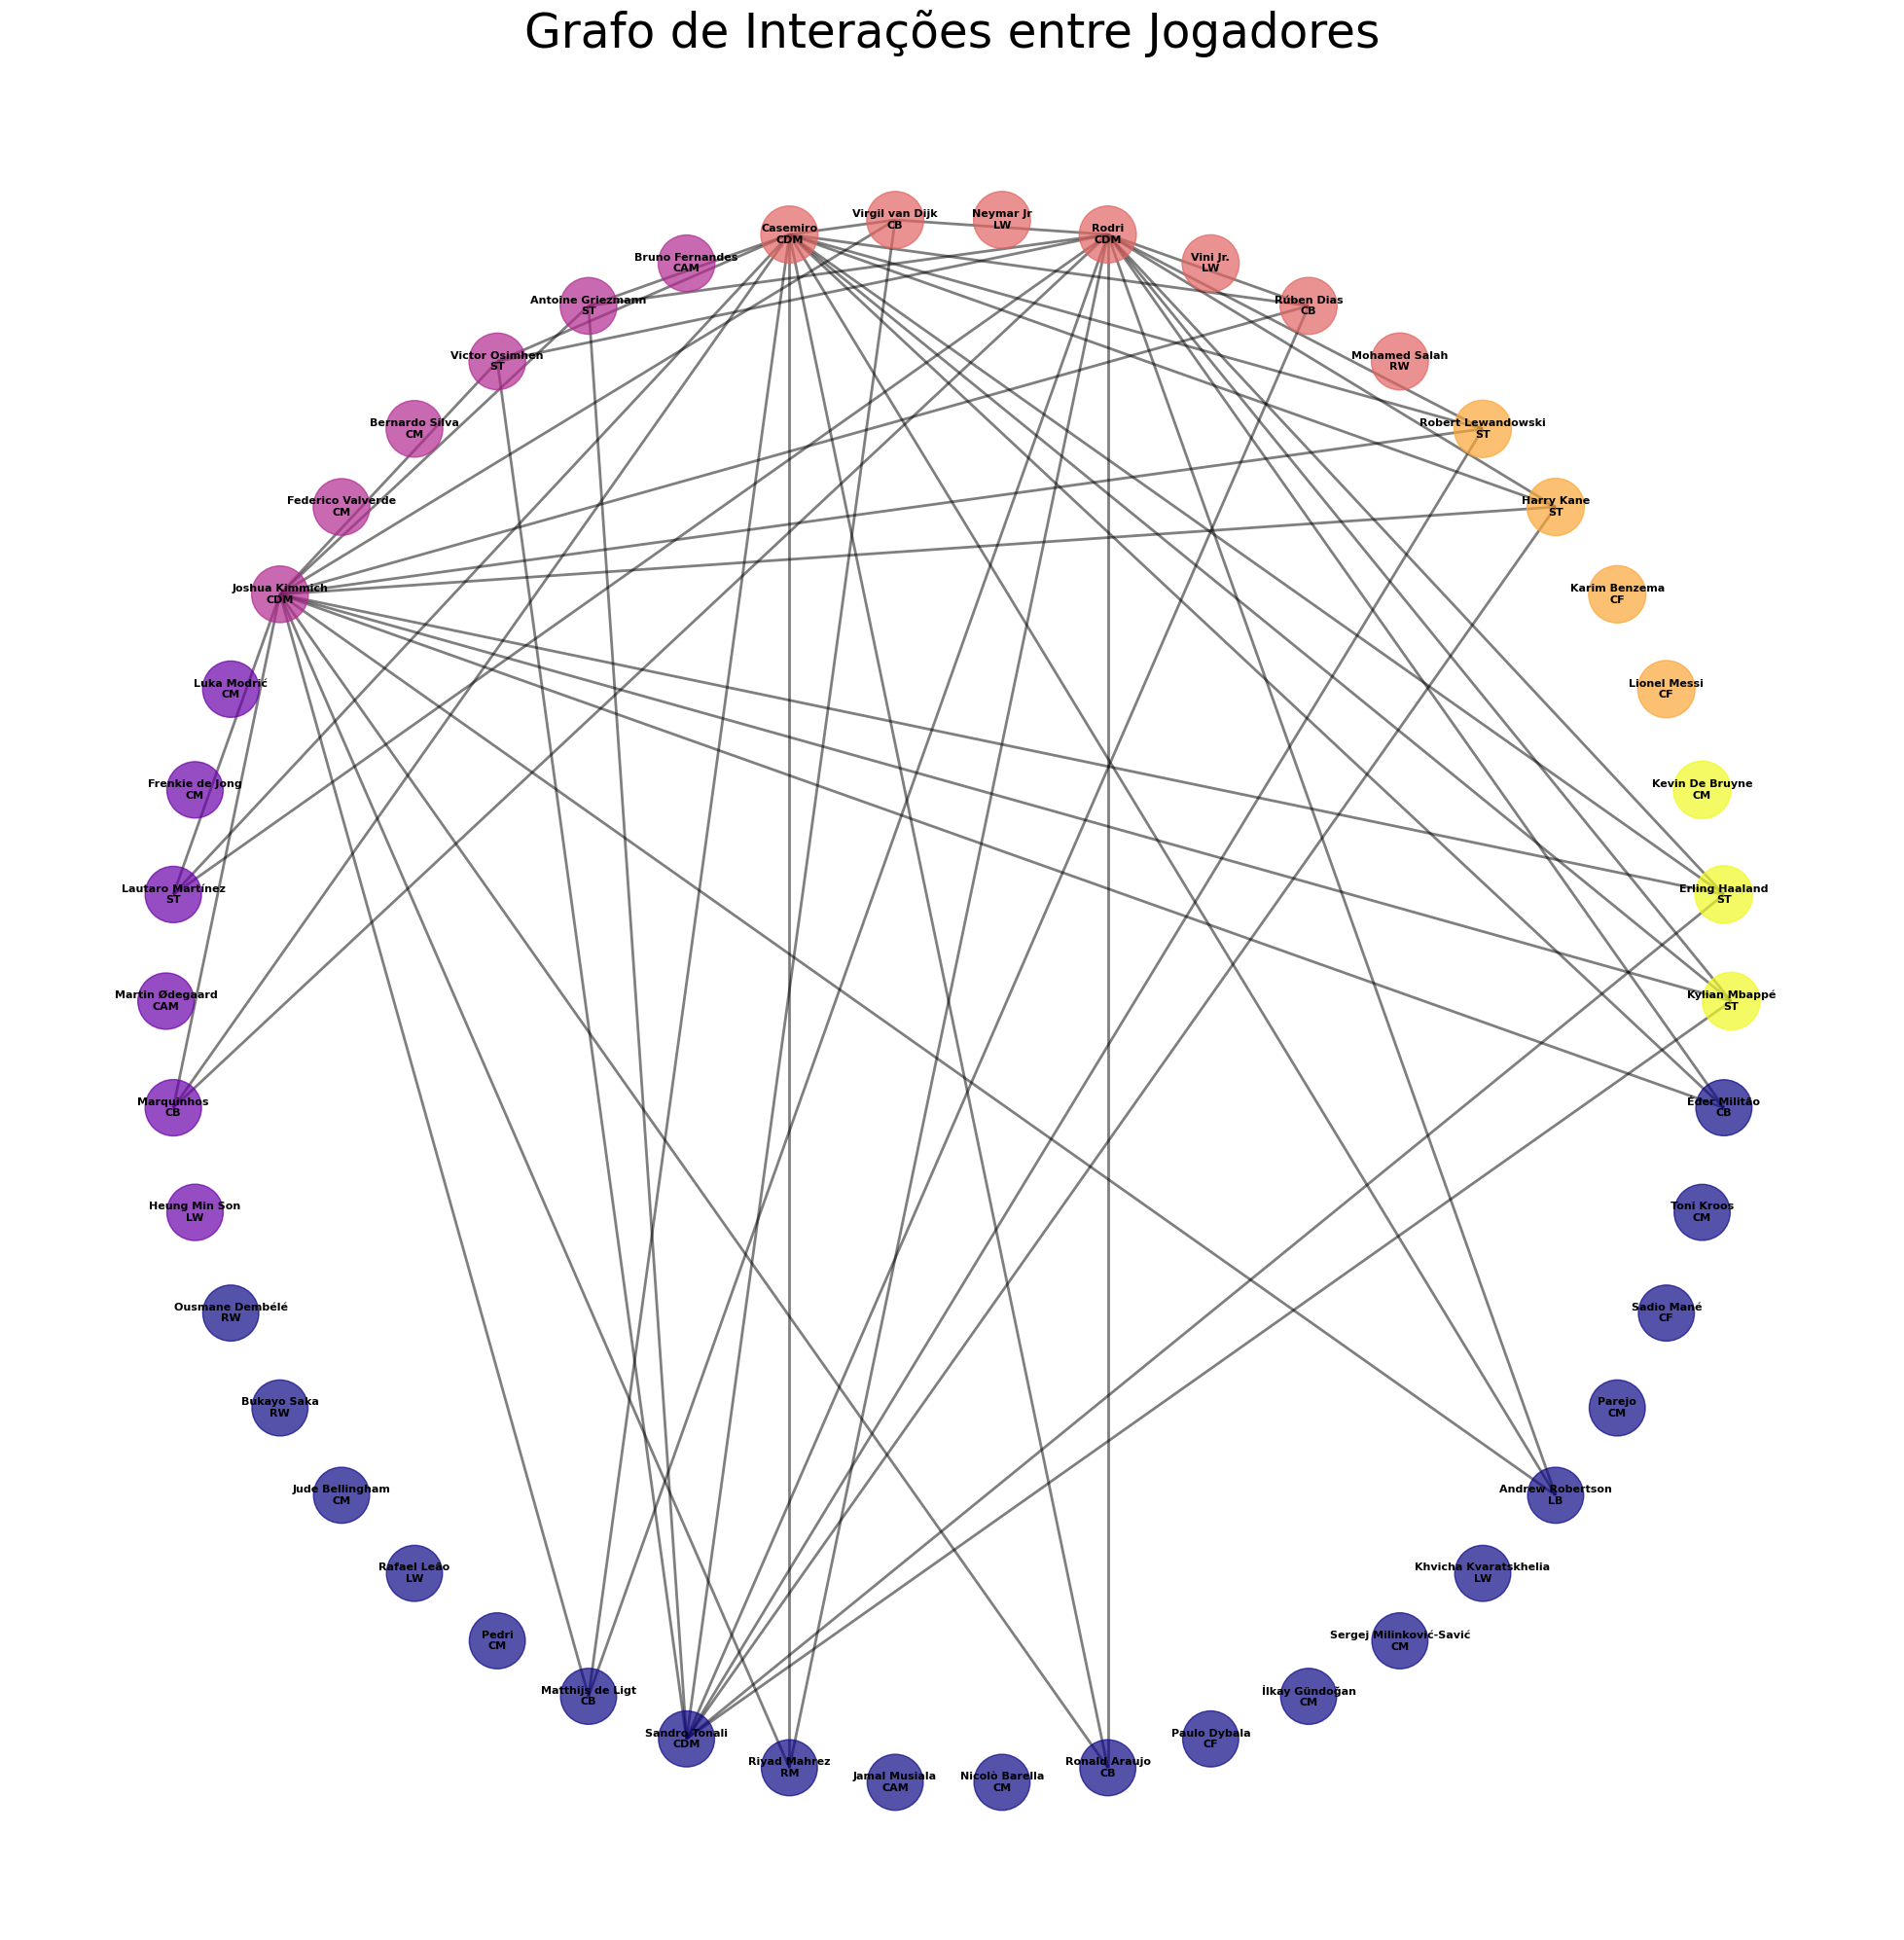 Grafo de Interações entre Jogadores
Virgil van Dijk
CB
Neymar Jr
LW
Casemiro
CDM
Rodri
CDM
Bruno Fernandes
CAM
Vini Jr.
LW
Antoine Griezmann
ST
Rúben Dias
CB
Victor Osimhen
ST
Mohamed Salah
RW
Bernardo Silva
CM
Robert Lewandowski
ST
Federico Valverde
CM
Harry Kane
ST
Joshua Kimmich
CDM
Karim Benzema
CF
Luka Modrić
CM
Lionel Messi
CF
Frenkie de Jong
CM
Kevin De Bruyne
CM
Lautaro Martínez
ST
Erling Haaland
ST
Martin Ødegaard
CAM
Kylian Mbappé
ST
Marquinhos
CB
Éder Militão
CB
Heung Min Son
LW
Toni Kroos
CM
Ousmane Dembélé
RW
Sadio Mané
CF
Bukayo Saka
RW
Parejo
CM
Jude Bellingham
CM
Andrew Robertson
LB
Rafael Leão
LW
Khvicha Kvaratskhelia
LW
Pedri
CM
Sergej Milinković-Savić
CM
Matthijs de Ligt
CB
İlkay Gündoğan
CM
Sandro Tonali
CDM
Paulo Dybala
CF
Riyad Mahrez
RM
Ronald Araujo
CB
Jamal Musiala
CAM
Nicolò Barella
CM